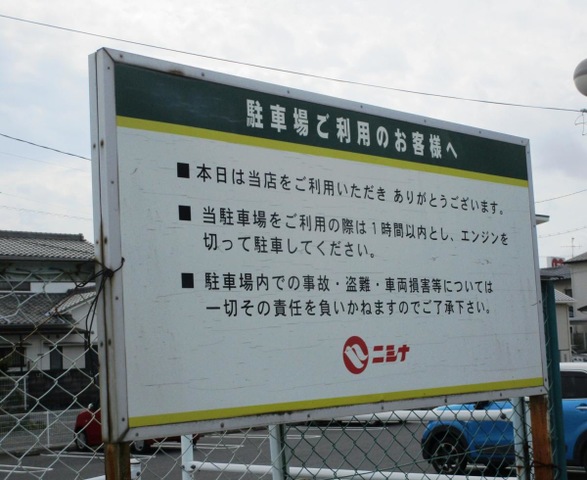 駐車場ご利用のお客様へ
■本日は当店をご利用いただき ありがとうございます。
■当駐車場をご利用の際は1時間以内とし、エンジンを
切って駐車してください。
■駐車場内での事故・盗難・車両損害等については
一切その責任を負いかねますのでご了承下さい。
ニシナ